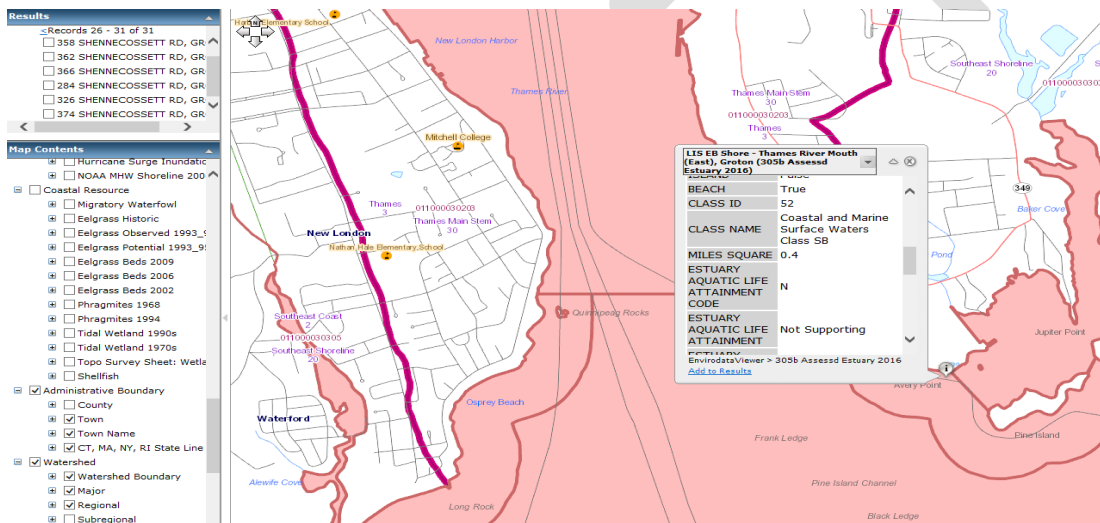 Results
<Records 26 - 31 of 31
358 SHENNECOSSETT RD, GR
362 SHENNECOSSETT RD, GR
366 SHENNECOSSETT RD, GR
284 SHENNECOSSETT RD, GR
326 SHENNECOSSETT RD, GR
374 SHENNECOSSETT RD, GR
Map Contents
Hurricane Surge Inundatic
NOAA MHW Shoreline 200
Coastal Resource
Migratory Waterfowl
Eelgrass Historic
Eelgrass Observed 1993_9
Eelgrass Potential 1993_95
Eelgrass Beds 2009
Eelgrass Beds 2006
Eelgrass Beds 2002
Phragmites 1968
Phragmites 1994
Tidal Wetland 1990s
Tidal Wetland 1970s
Topo Survey Sheet: Wetla
Shellfish
Administrative Boundary
County
Town
Town Name
CT, MA, NY, RI State Line
Watershed
Watershed Boundary
Major
Regional
Subregional
Elementary School
N
New London Harbor
Thames River
Mitchell College
Thames
3
011000030203
Thames Main Stem
30
New London
Nathan Hale Elementary School
Southeast Coast
2
011000030305
Southeast Shoreline
20
Waterford
Alewife Cove
Osprey Beach
Long Rock
Quinnipeag Rocks
Thames Main Stem
30
011000030203
Thames
3
Southeast Shoreline
20
S
01100003030
349
Baker Cove
Pond
Jupiter Point
Avery Point
Pine Island
Frank Ledge
Pine Island Channel
Black Ledge
LIS EB Shore - Thames River Mouth
(East), Groton (305b Assessd
Estuary 2016)
ISLAND False
BEACH True
CLASS ID 52
CLASS NAME Coastal and Marine
Surface Waters
Class SB
MILES SQUARE 0.4
ESTUARY
AQUATIC LIFE
ATTAINMENT
CODE N
ESTUARY
AQUATIC LIFE
ATTAINMENT Not Supporting
ESTUARY
EnvirodataViewer > 305b Assessd Estuary 2016
Add to Results